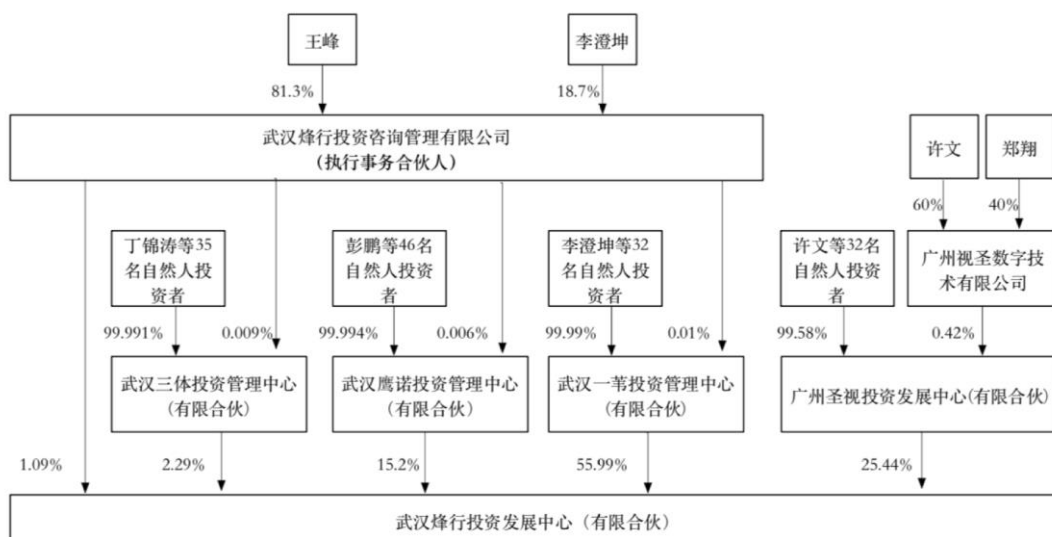 王峰
李澄坤
81.3%
18.7%
武汉烽行投资咨询管理有限公司
(执行事务合伙人)
许文
郑翔
60%
40%
丁锦涛等35
名自然人投
资者
彭鹏等46名
自然人投资
者
李澄坤等32
名自然人投
资者
许文等32名
自然人投资
者
广州视圣数字技
术有限公司
99.991%
0.009%
99.994%
0.006%
99.99%
0.01%
99.58%
0.42%
武汉三体投资管理中心
(有限合伙)
武汉鹰诺投资管理中心
(有限合伙)
武汉一苇投资管理中心
(有限合伙)
广州圣视投资发展中心(有限合伙)
1.09%
2.29%
15.2%
55.99%
25.44%
武汉烽行投资发展中心（有限合伙）